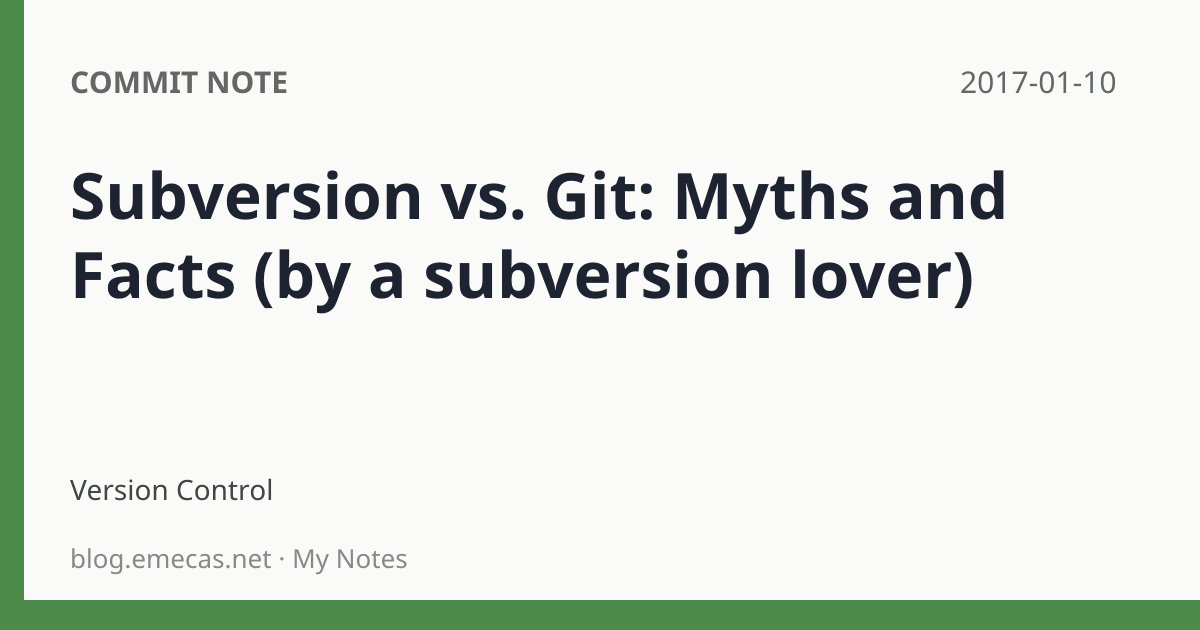 COMMIT NOTE
2017-01-10
Subversion vs. Git: Myths and
Facts (by a subversion lover)
Version Control
blog.emecas.net · My Notes